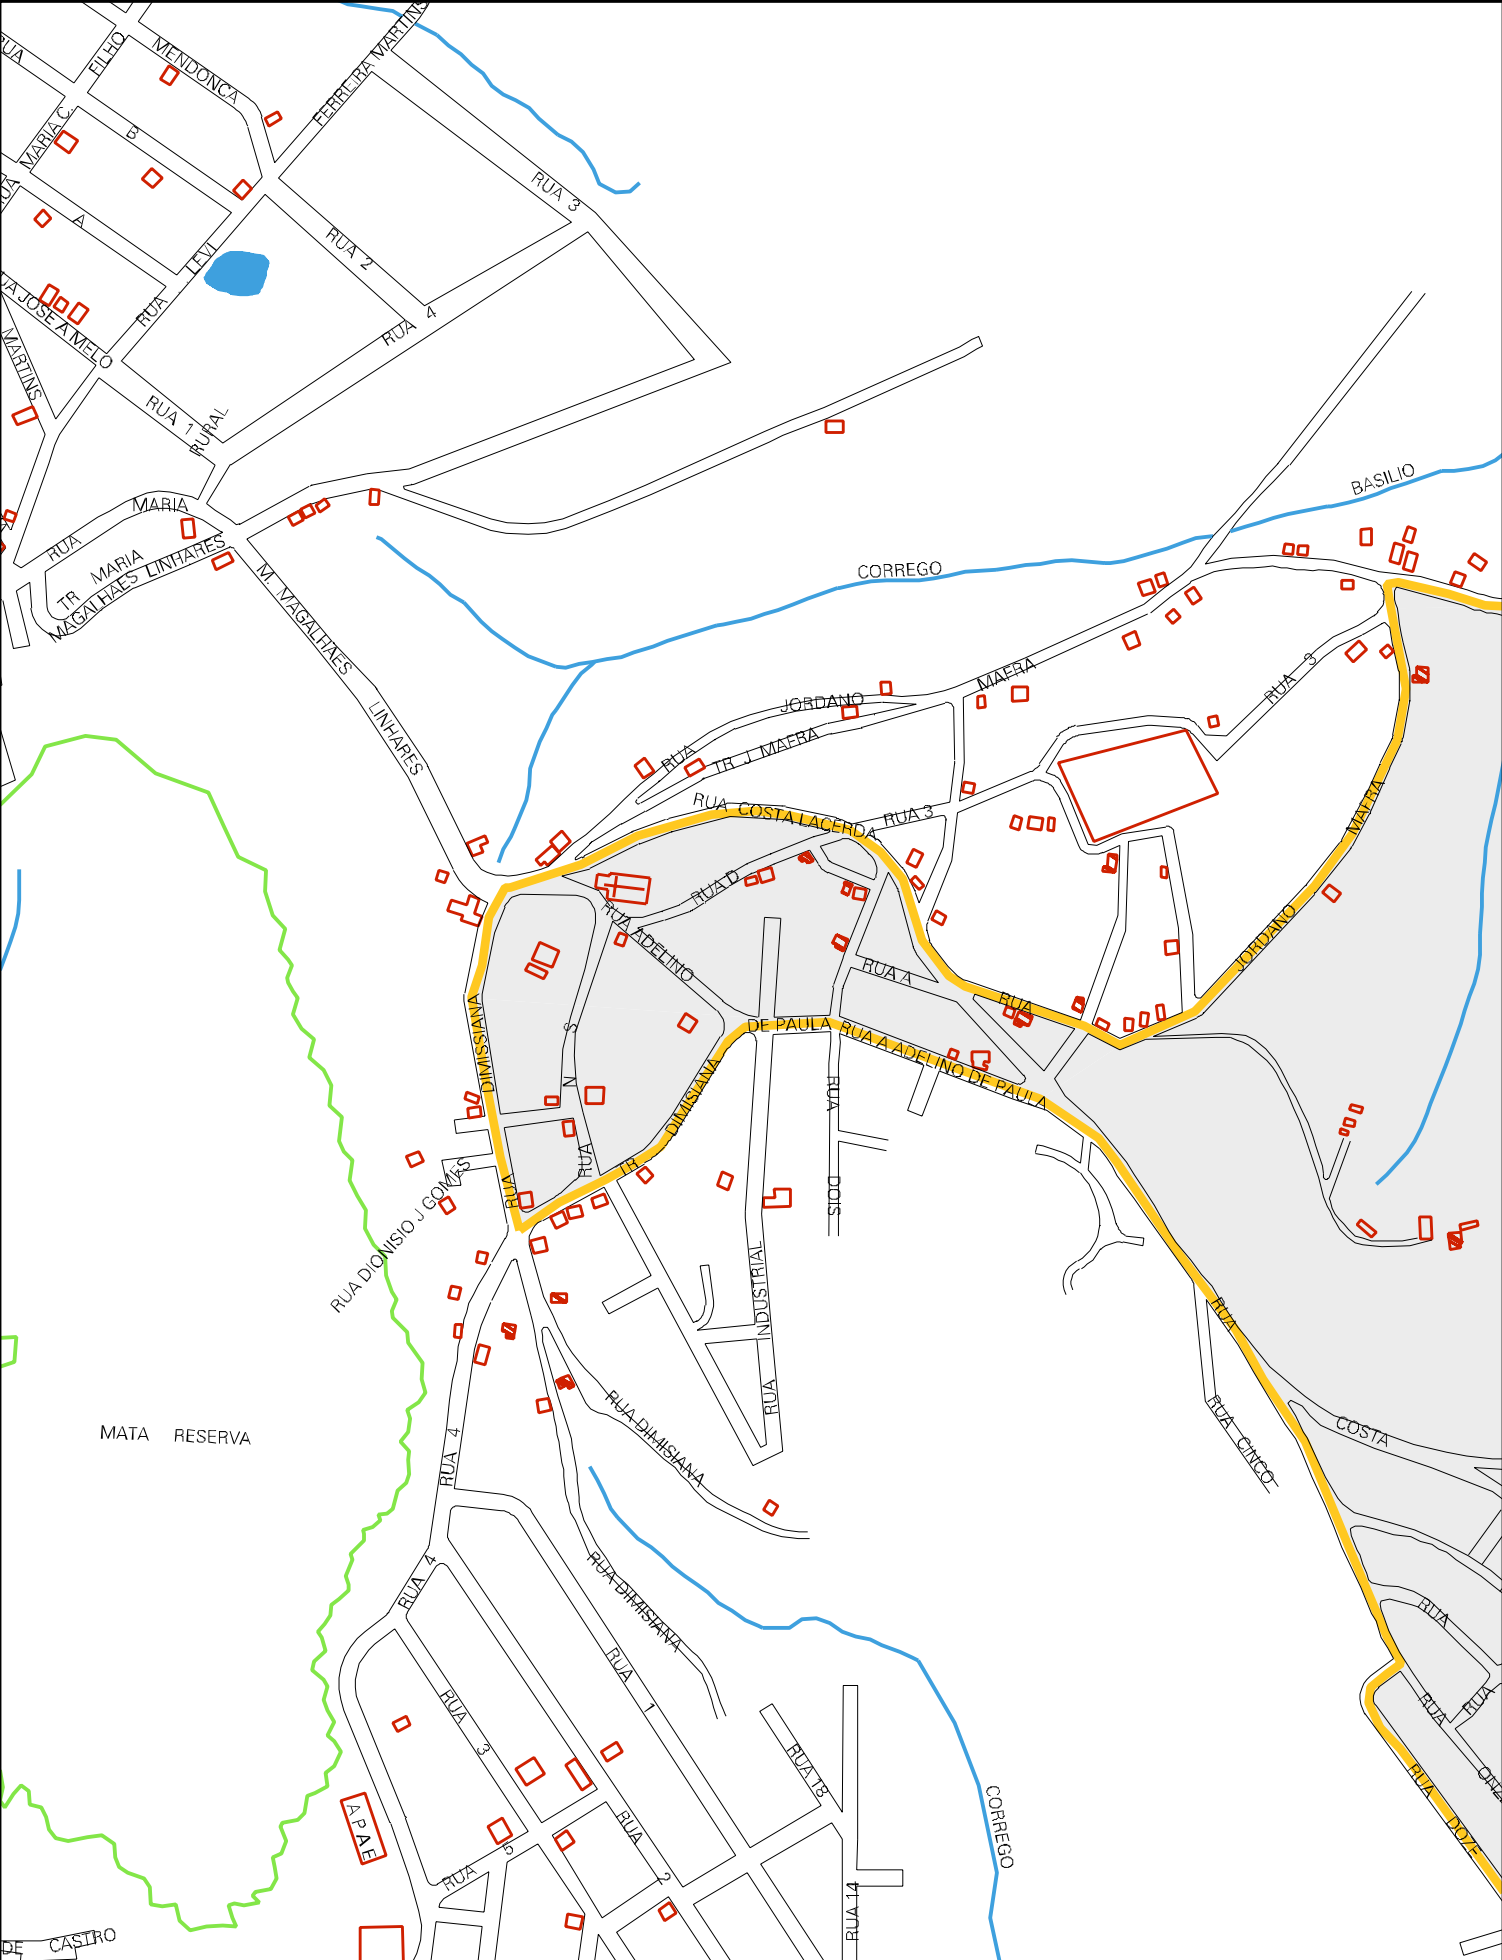 RUA
FILHO
MENDONCA
FERREIRA MARTINS
MARIA C.
B
RUA
A
RUA 3
RUA 2
LEVI
RUA
RUA 4
JOSE A MELO
MARTINS
RUA 1
RURAL
MARIA
RUA
TR MARIA
MAGALHAES LINHARES
M. MAGALHAES
LINHARES
BASILIO
CORREGO
MAFRA
JORDANO
RUA
TR J MAFRA
RUA 3
RUA COSTA LACERDA
RUA 3
MAFRA
JORDANO
RUA
RUA D
RUA ADELINO
RUA A
DE PAULA
RUA A ADELINO DE PAULA
DIMISSIANA
RUA
S
N
RUA
TR DIMISIANA
RUA
DOIS
RUA DIONISIO J GOMES
INDUSTRIAL
RUA
RUA
RUA CINCO
COSTA
MATA RESERVA
RUA 4
RUA DIMISIANA
RUA 4
RUA DIMISIANA
RUA
RUA
RUA
RUA 1
RUA 3
RUA 18
CORREGO
RUA
DOZE
APAE
RUA 5
RUA 2
RUA 14
DE CASTRO